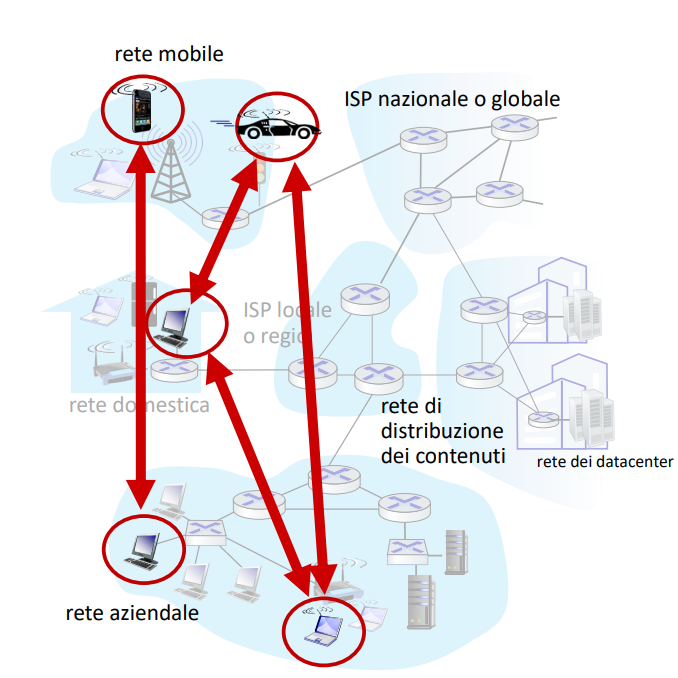 rete mobile
ISP nazionale o globale
ISP locale
o regio
rete domestica
rete di
distribuzione
dei contenuti
rete dei datacenter
rete aziendale